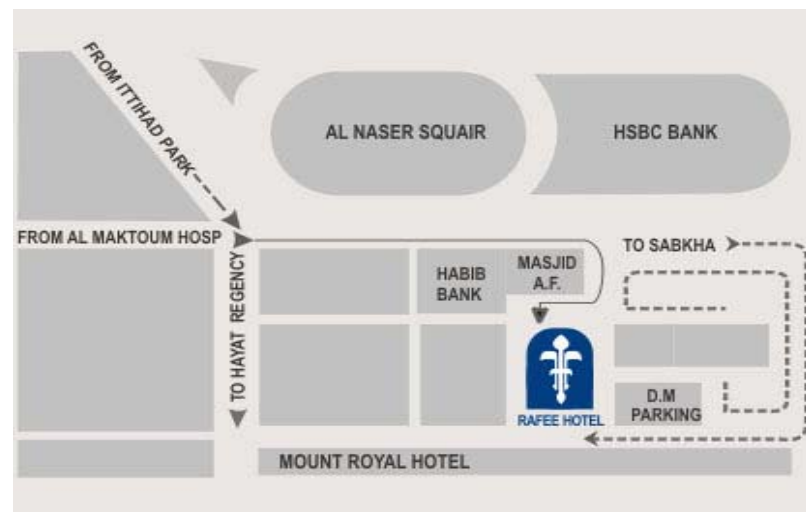 FROM ITTIHAD PARK
AL NASER SQUAIR
HSBC BANK
FROM AL MAKTOUM HOSP
TO SABKHA
TO HAYAT REGENCY
HABIB
BANK
MASJID
A.F.
RAFEE HOTEL
D.M
PARKING
MOUNT ROYAL HOTEL